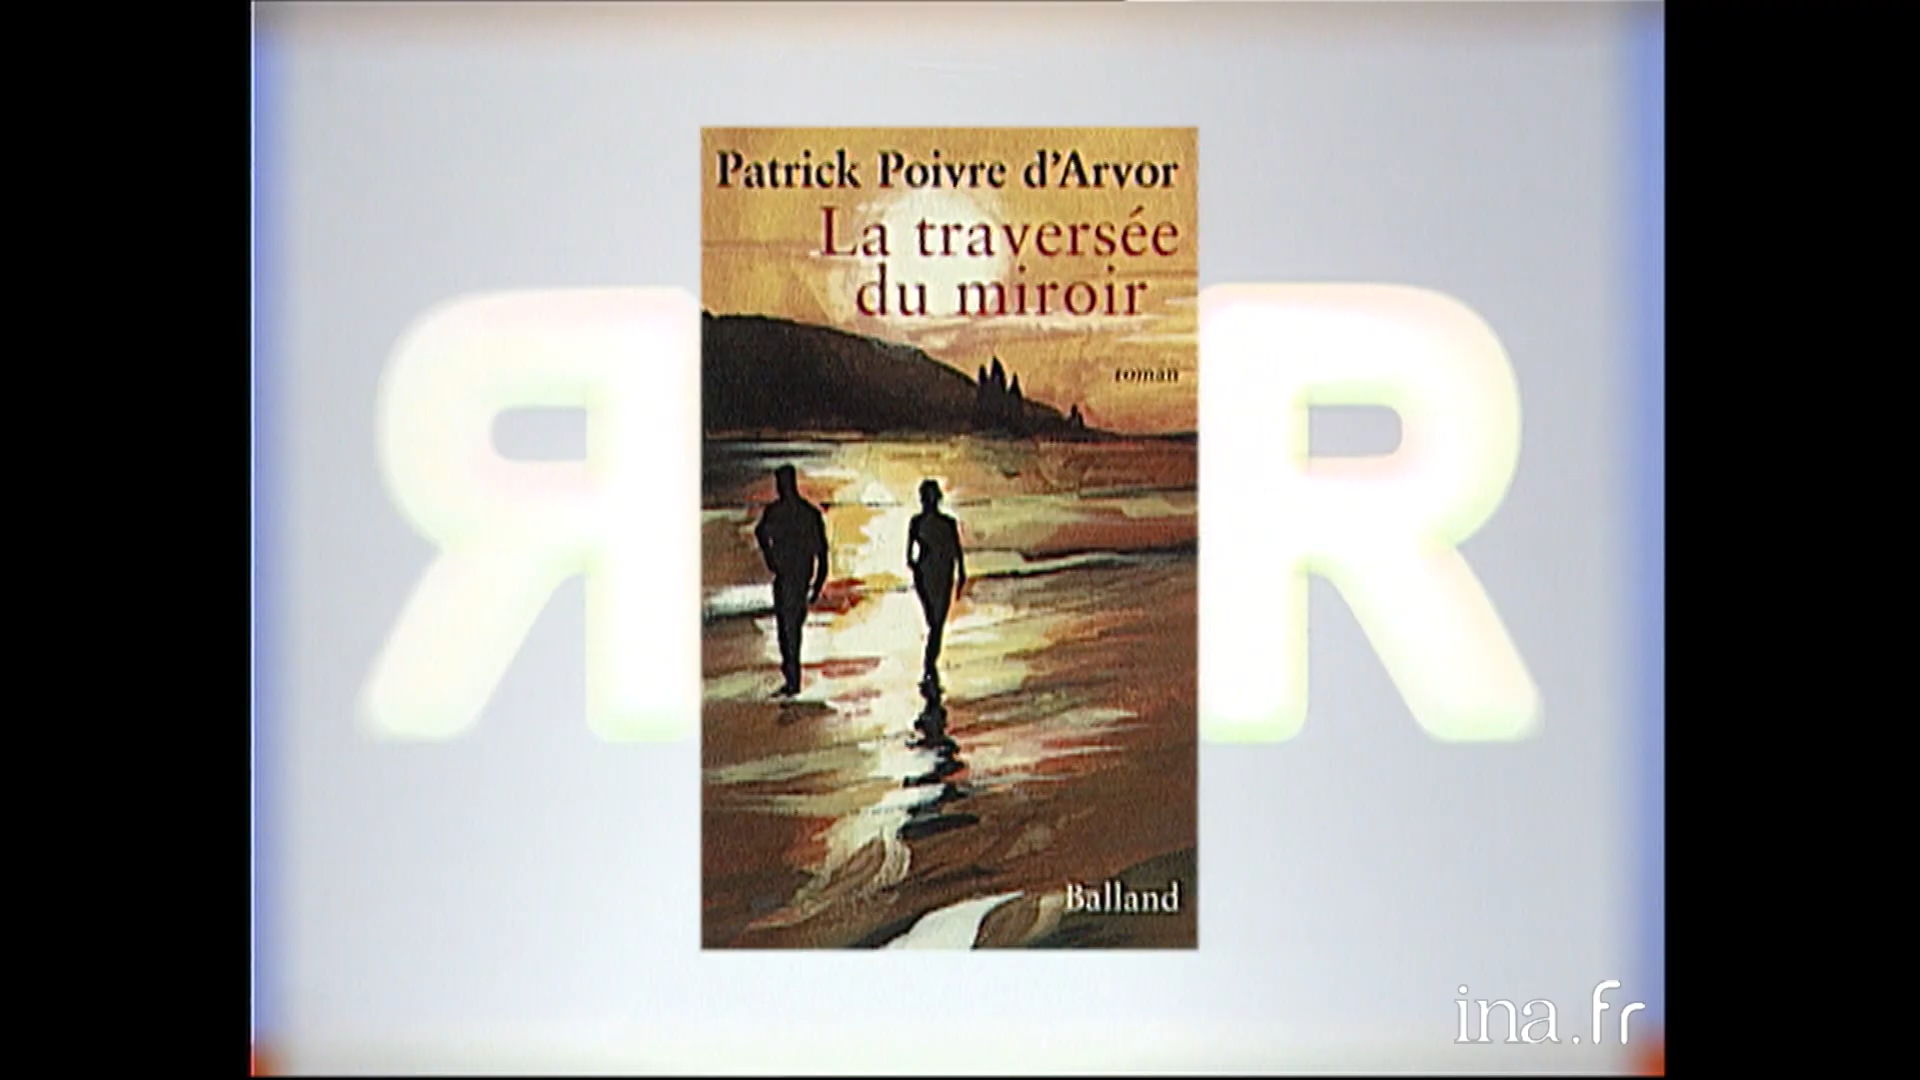 Patrick Poivre d'Arvor
La traversée
du miroir
roman
R R
Balland
ina.fr